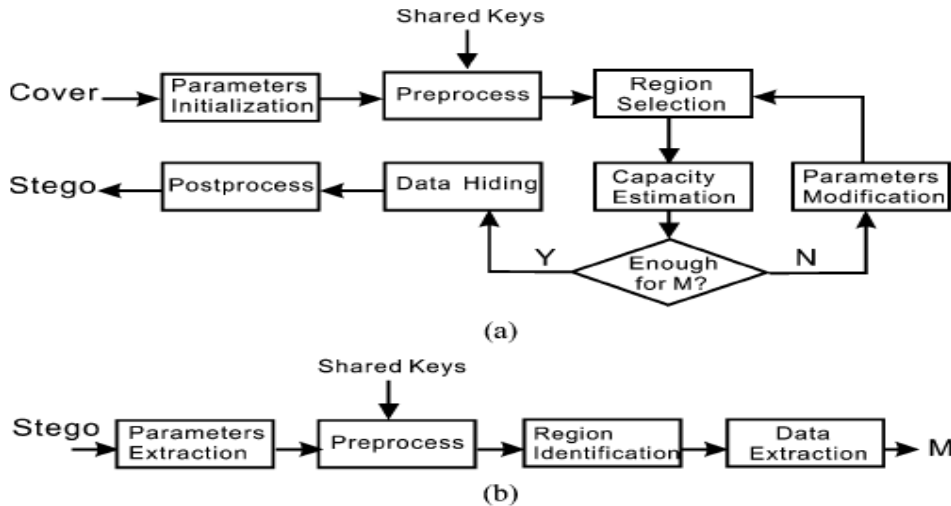 Shared Keys
Cover
Parameters
Initialization
Preprocess
Region
Selection
Stego
Postprocess
Data Hiding
Capacity
Estimation
Parameters
Modification
Y
Enough
for M?
N
(a)
Shared Keys
Stego
Parameters
Extraction
Preprocess
Region
Identification
Data
Extraction
M
(b)